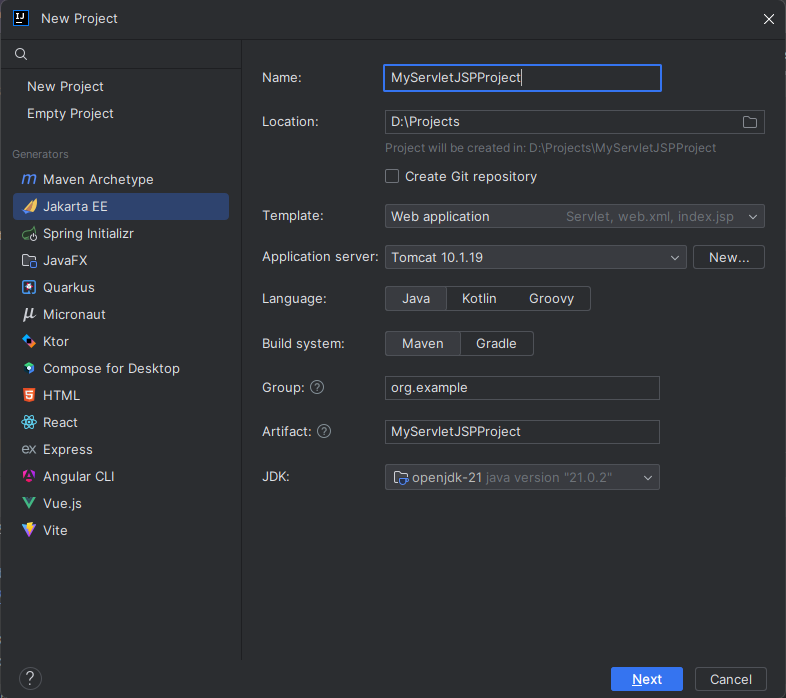 New Project
New Project
Empty Project
Generators
Maven Archetype
Jakarta EE
Spring Initializr
JavaFX
Quarkus
Micronaut
Ktor
Compose for Desktop
HTML
React
ex Express
Angular CLI
Vue.js
Vite
Name: MyServletJSPProject
Location: D:\Projects
Project will be created in: D:\Projects\MyServletJSPProject
Create Git repository
Template: Web application Servlet, web.xml, index.jsp
Application server: Tomcat 10.1.19 New...
Language: Java Kotlin Groovy
Build system: Maven Gradle
Group: ? org.example
Artifact: ? MyServletJSPProject
JDK: openjdk-21 java version "21.0.2"
? Next Cancel